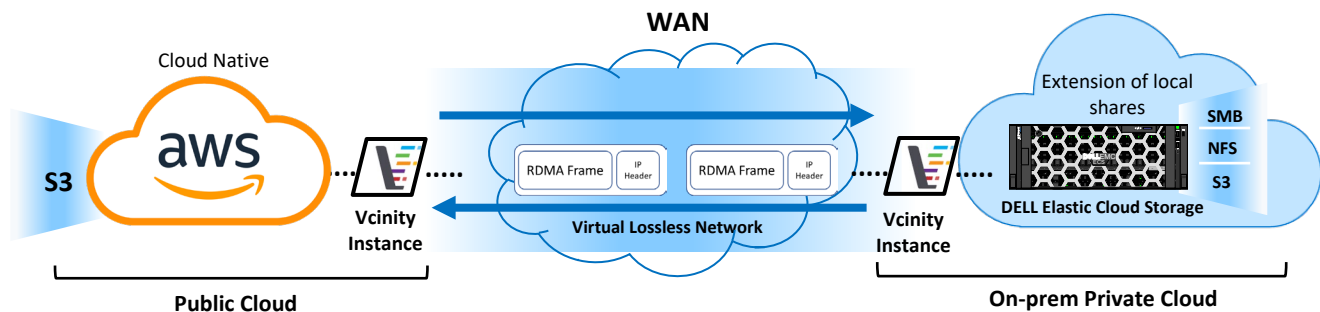 WAN
Cloud Native
aws
S3
Vcinity
Instance
RDMA Frame
IP
Header
RDMA Frame
IP
Header
Virtual Lossless Network
Vcinity
Instance
Extension of local
shares
SMB
NFS
S3
DELL Elastic Cloud Storage
Public Cloud
On-prem Private Cloud